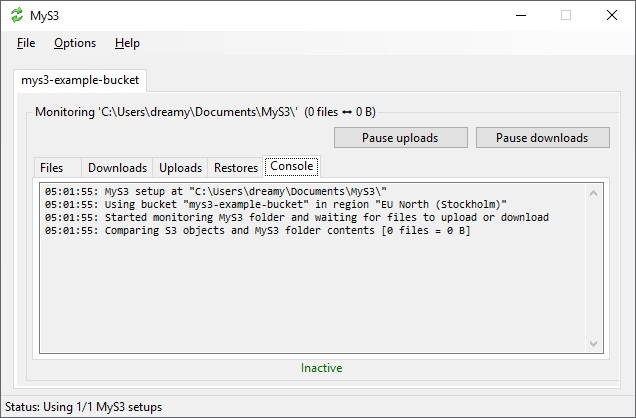 MyS3
File Options Help
mys3-example-bucket
Monitoring 'C:\Users\dreamy\Documents\MyS3\' (0 files ↔ 0 B)
Pause uploads Pause downloads
Files Downloads Uploads Restores Console
05:01:55: MyS3 setup at "C:\Users\dreamy\Documents\MyS3\"
05:01:55: Using bucket "mys3-example-bucket" in region "EU North (Stockholm)"
05:01:55: Started monitoring MyS3 folder and waiting for files to upload or download
05:01:55: Comparing S3 objects and MyS3 folder contents [0 files = 0 B]
Inactive
Status: Using 1/1 MyS3 setups